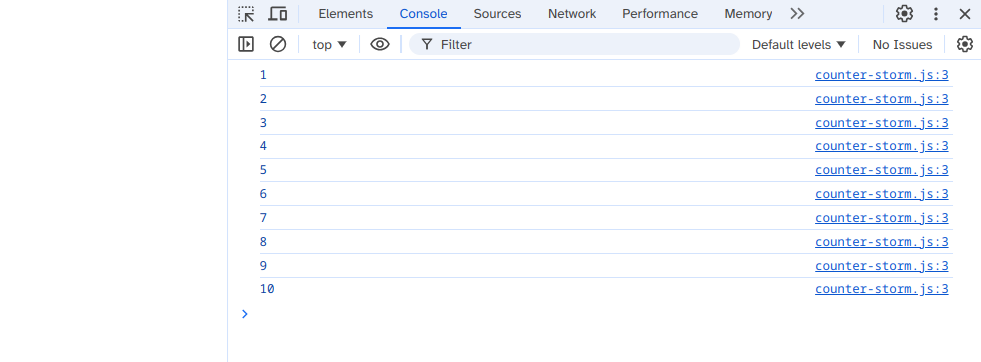 Elements Console Sources Network Performance Memory
top Filter Default levels No Issues
1 counter-storm.js:3
2 counter-storm.js:3
3 counter-storm.js:3
4 counter-storm.js:3
5 counter-storm.js:3
6 counter-storm.js:3
7 counter-storm.js:3
8 counter-storm.js:3
9 counter-storm.js:3
10 counter-storm.js:3